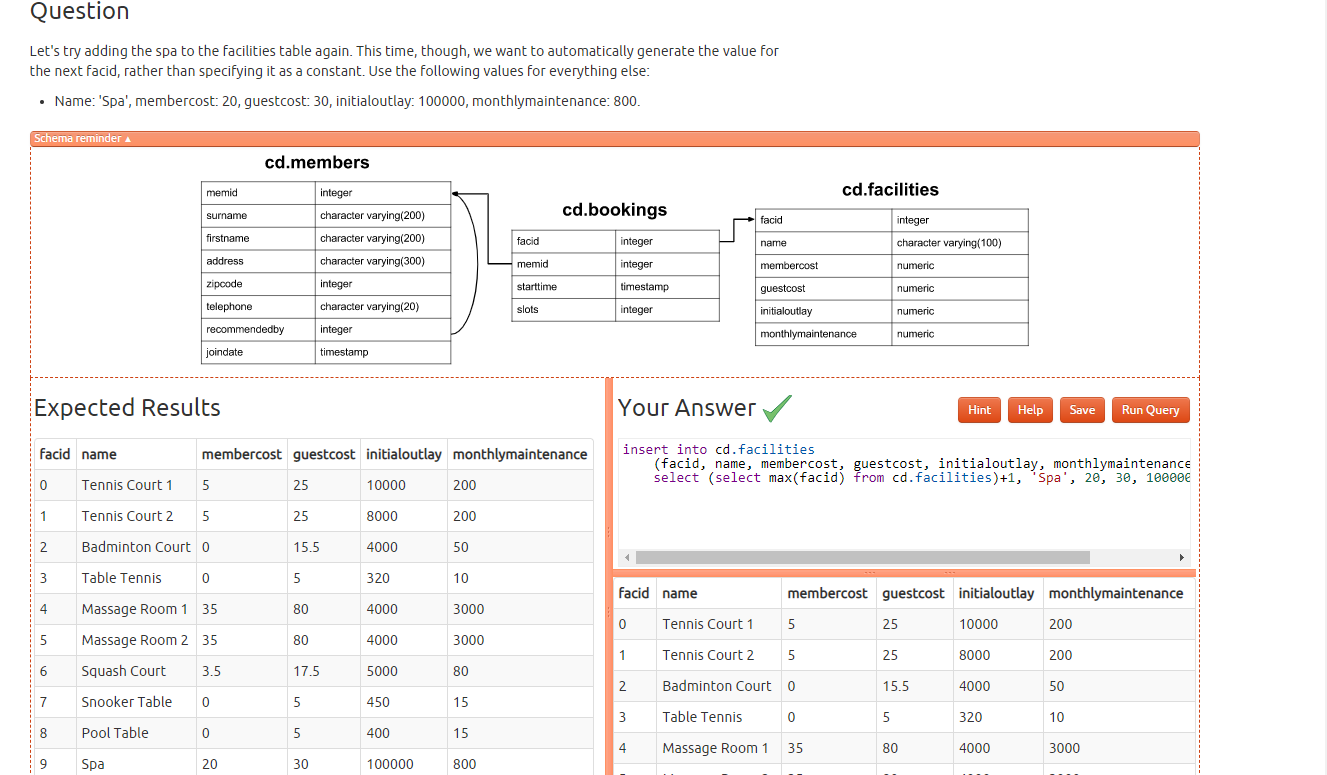 Question
Let's try adding the spa to the facilities table again. This time, though, we want to automatically generate the value for
the next facid, rather than specifying it as a constant. Use the following values for everything else:
• Name: 'Spa', membercost: 20, guestcost: 30, initialoutlay: 100000, monthlymaintenance: 800.
Schema reminder ▴
cd.members
memid integer
surname character varying(200)
firstname character varying(200)
address character varying(300)
zipcode integer
telephone character varying(20)
recommendedby integer
joindate timestamp
cd.bookings
facid integer
memid integer
starttime timestamp
slots integer
cd.facilities
facid integer
name character varying(100)
membercost numeric
guestcost numeric
initialoutlay numeric
monthlymaintenance numeric
Expected Results
facid name membercost guestcost initialoutlay monthlymaintenance
0 Tennis Court 1 5 25 10000 200
1 Tennis Court 2 5 25 8000 200
2 Badminton Court 0 15.5 4000 50
3 Table Tennis 0 5 320 10
4 Massage Room 1 35 80 4000 3000
5 Massage Room 2 35 80 4000 3000
6 Squash Court 3.5 17.5 5000 80
7 Snooker Table 0 5 450 15
8 Pool Table 0 5 400 15
9 Spa 20 30 100000 800
Your Answer
Hint Help Save Run Query
insert into cd.facilities
(facid, name, membercost, guestcost, initialoutlay, monthlymaintenance
select (select max(facid) from cd.facilities)+1, 'Spa', 20, 30, 100000
facid name membercost guestcost initialoutlay monthlymaintenance
0 Tennis Court 1 5 25 10000 200
1 Tennis Court 2 5 25 8000 200
2 Badminton Court 0 15.5 4000 50
3 Table Tennis 0 5 320 10
4 Massage Room 1 35 80 4000 3000